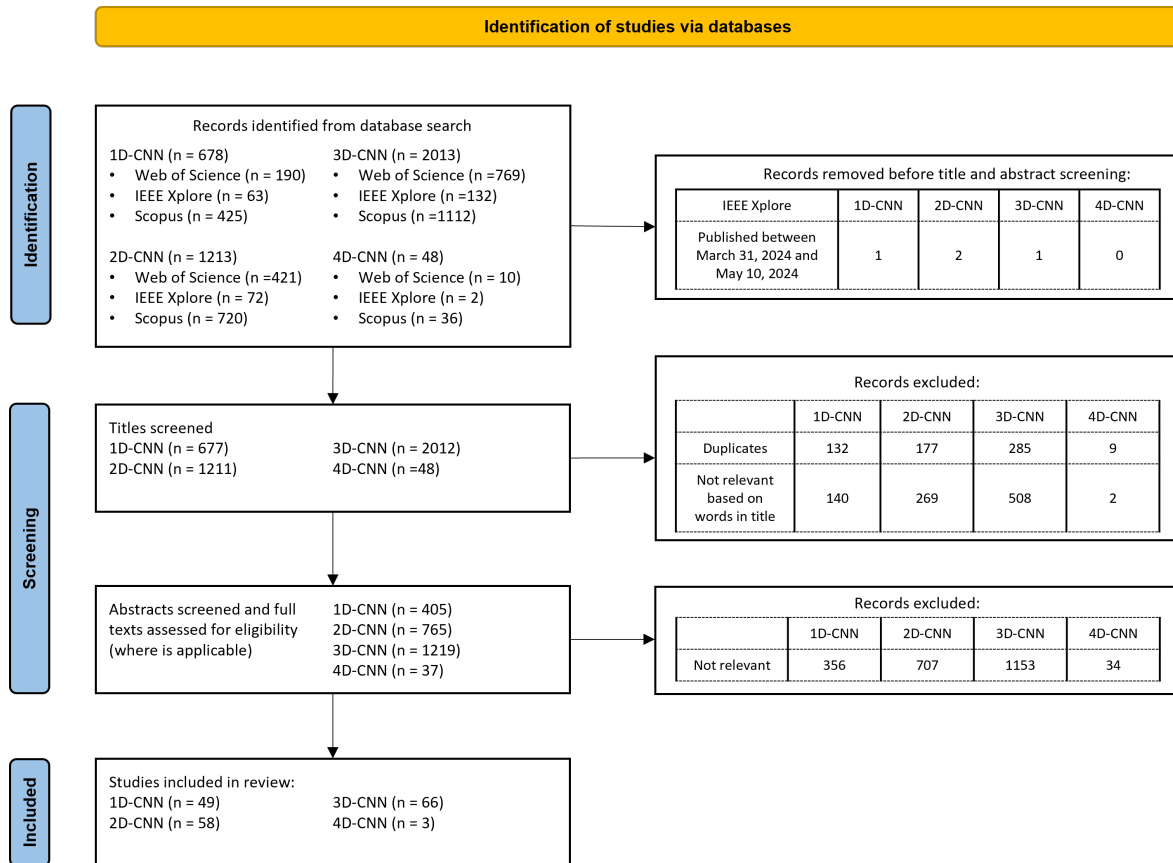 Identification of studies via databases
Identification
Records identified from database search
1D-CNN (n = 678)
• Web of Science (n = 190)
• IEEE Xplore (n = 63)
• Scopus (n = 425)
2D-CNN (n = 1213)
• Web of Science (n =421)
• IEEE Xplore (n = 72)
• Scopus (n = 720)
3D-CNN (n = 2013)
• Web of Science (n =769)
• IEEE Xplore (n =132)
• Scopus (n =1112)
4D-CNN (n = 48)
• Web of Science (n = 10)
• IEEE Xplore (n = 2)
• Scopus (n = 36)
Records removed before title and abstract screening:
IEEE Xplore 1D-CNN 2D-CNN 3D-CNN 4D-CNN
Published between
March 31, 2024 and 1 2 1 0
May 10, 2024
Screening
Titles screened
1D-CNN (n = 677) 3D-CNN (n = 2012)
2D-CNN (n = 1211) 4D-CNN (n =48)
Records excluded:
1D-CNN 2D-CNN 3D-CNN 4D-CNN
Duplicates 132 177 285 9
Not relevant
based on 140 269 508 2
words in title
Abstracts screened and full
texts assessed for eligibility
(where is applicable)
1D-CNN (n = 405)
2D-CNN (n = 765)
3D-CNN (n = 1219)
4D-CNN (n = 37)
Records excluded:
1D-CNN 2D-CNN 3D-CNN 4D-CNN
Not relevant 356 707 1153 34
Included
Studies included in review:
1D-CNN (n = 49) 3D-CNN (n = 66)
2D-CNN (n = 58) 4D-CNN (n = 3)